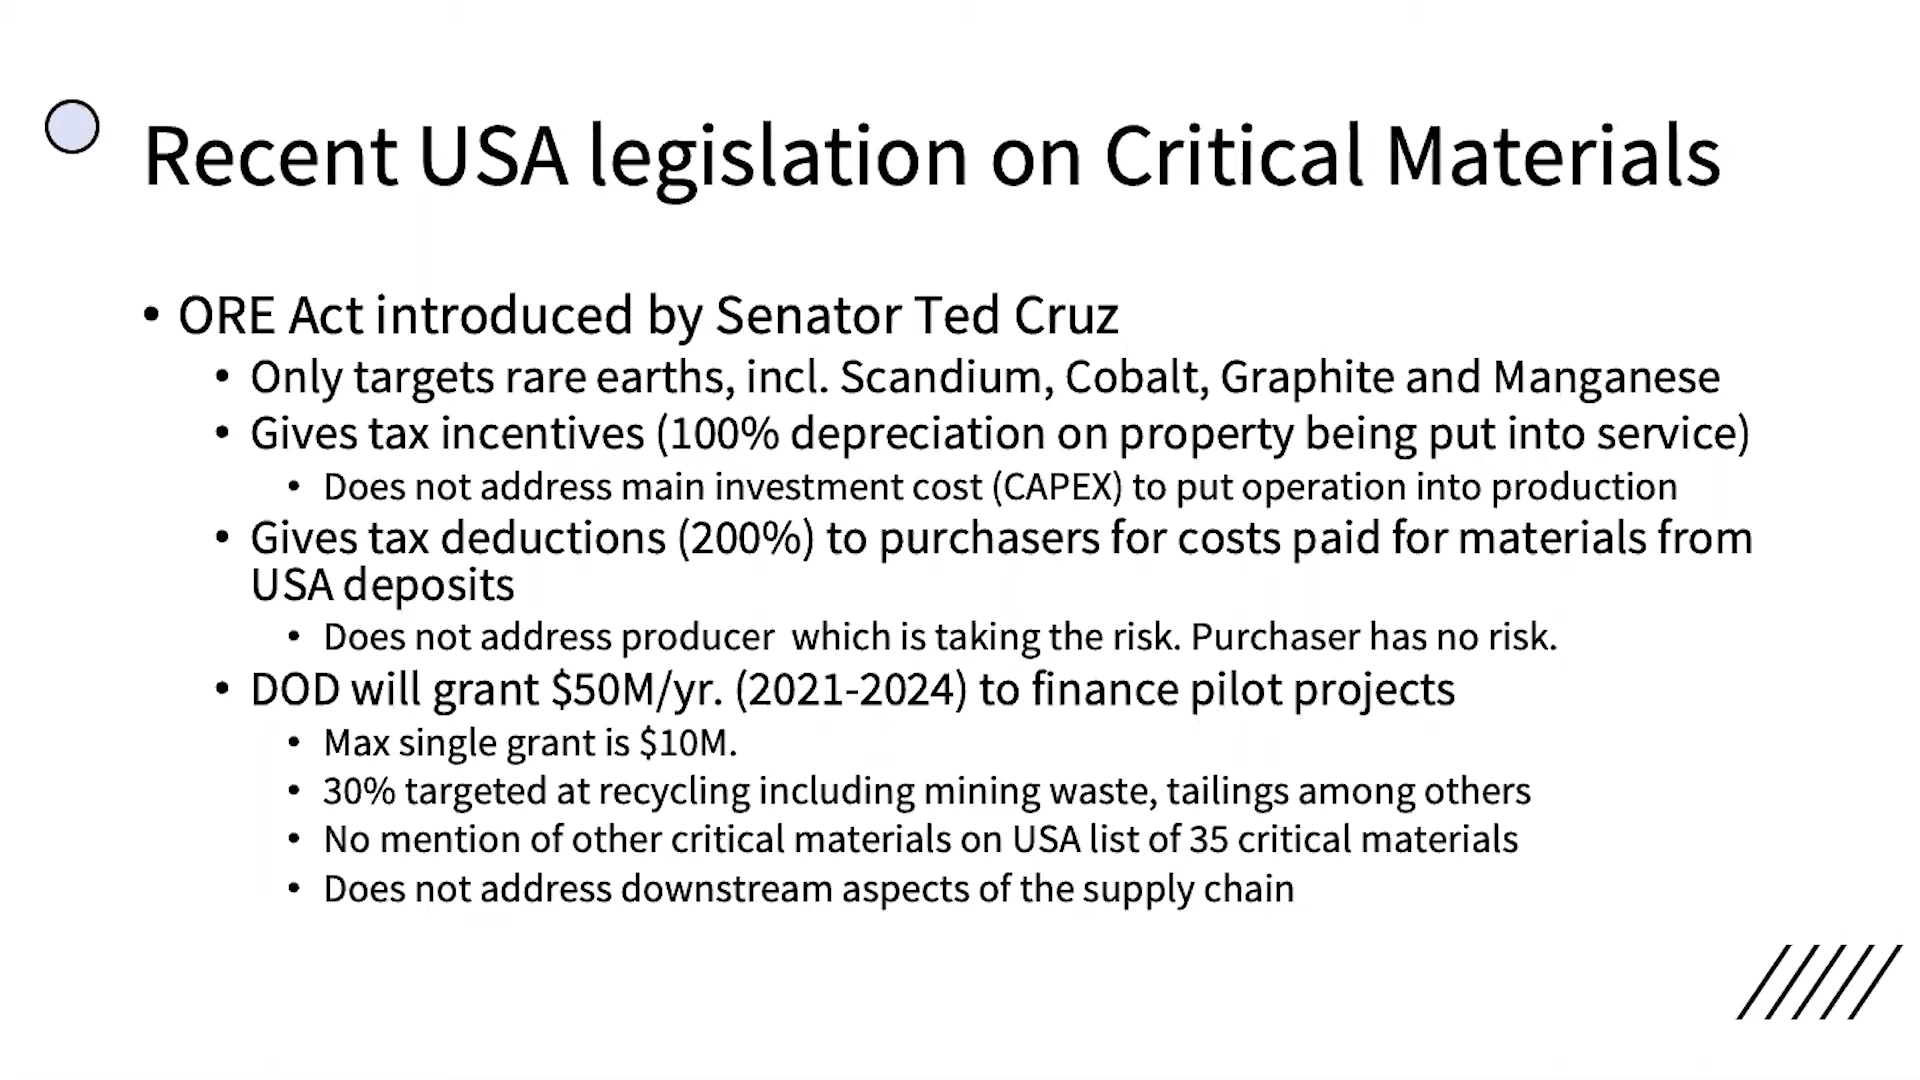 Recent USA legislation on Critical Materials
• ORE Act introduced by Senator Ted Cruz
• Only targets rare earths, incl. Scandium, Cobalt, Graphite and Manganese
• Gives tax incentives (100% depreciation on property being put into service)
• Does not address main investment cost (CAPEX) to put operation into production
• Gives tax deductions (200%) to purchasers for costs paid for materials from
USA deposits
• Does not address producer  which is taking the risk. Purchaser has no risk.
• DOD will grant $50M/yr. (2021-2024) to finance pilot projects
• Max single grant is $10M.
• 30% targeted at recycling including mining waste, tailings among others
• No mention of other critical materials on USA list of 35 critical materials
• Does not address downstream aspects of the supply chain